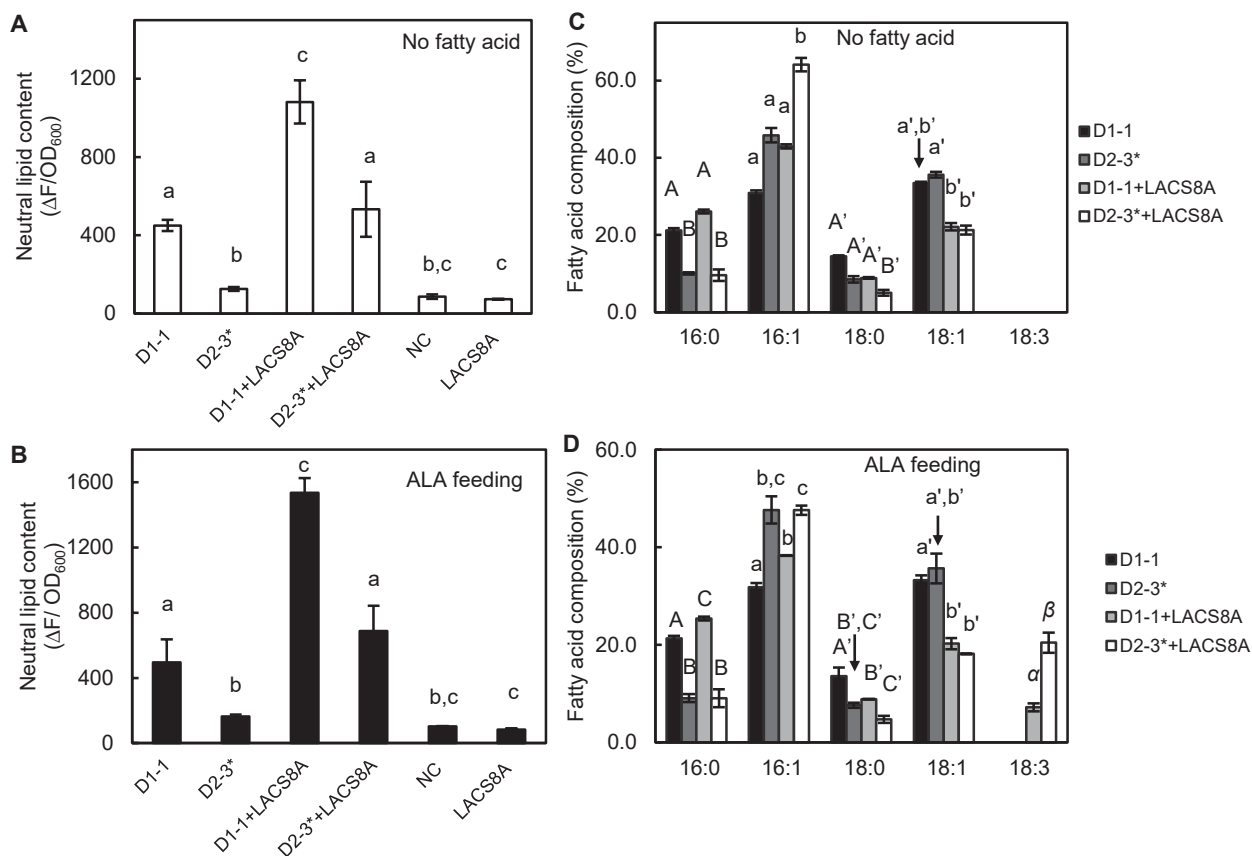 A
No fatty acid
Neutral lipid content
(ΔF/OD600)
1200
800
400
0
a
b
c
a
b,c
c
D1-1
D2-3*
D1-1+LACS8A
D2-3*+LACS8A
NC
LACS8A
B
ALA feeding
Neutral lipid content
(ΔF/ OD600)
1600
1200
800
400
0
a
b
c
a
b,c
c
D1-1
D2-3*
D1-1+LACS8A
D2-3*+LACS8A
NC
LACS8A
C
No fatty acid
Fatty acid composition (%)
60.0
40.0
20.0
0.0
A
B
A
B
a
a
a
b
A’
A’
A’
B’
a',b’
a'
b'
b'
16:0
16:1
18:0
18:1
18:3
D1-1
D2-3*
D1-1+LACS8A
D2-3*+LACS8A
D
ALA feeding
Fatty acid composition (%)
60.0
40.0
20.0
0.0
A
B
C
B
a
b,c
b
c
A’
B’,C’
B’
C’
a'
a',b’
b'
b'
α
β
16:0
16:1
18:0
18:1
18:3
D1-1
D2-3*
D1-1+LACS8A
D2-3*+LACS8A